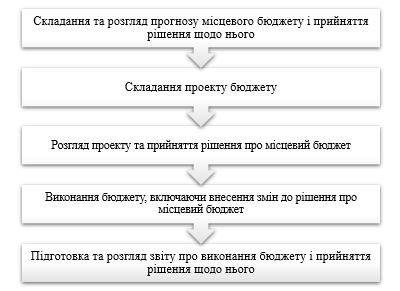 Складання та розгляд прогнозу місцевого бюджету і прийняття
рішення щодо нього
Складання проекту бюджету
Розгляд проекту та прийняття рішення про місцевий бюджет
Виконання бюджету, включаючи внесення змін до рішення про
місцевий бюджет
Підготовка та розгляд звіту про виконання бюджету і прийняття
рішення щодо нього